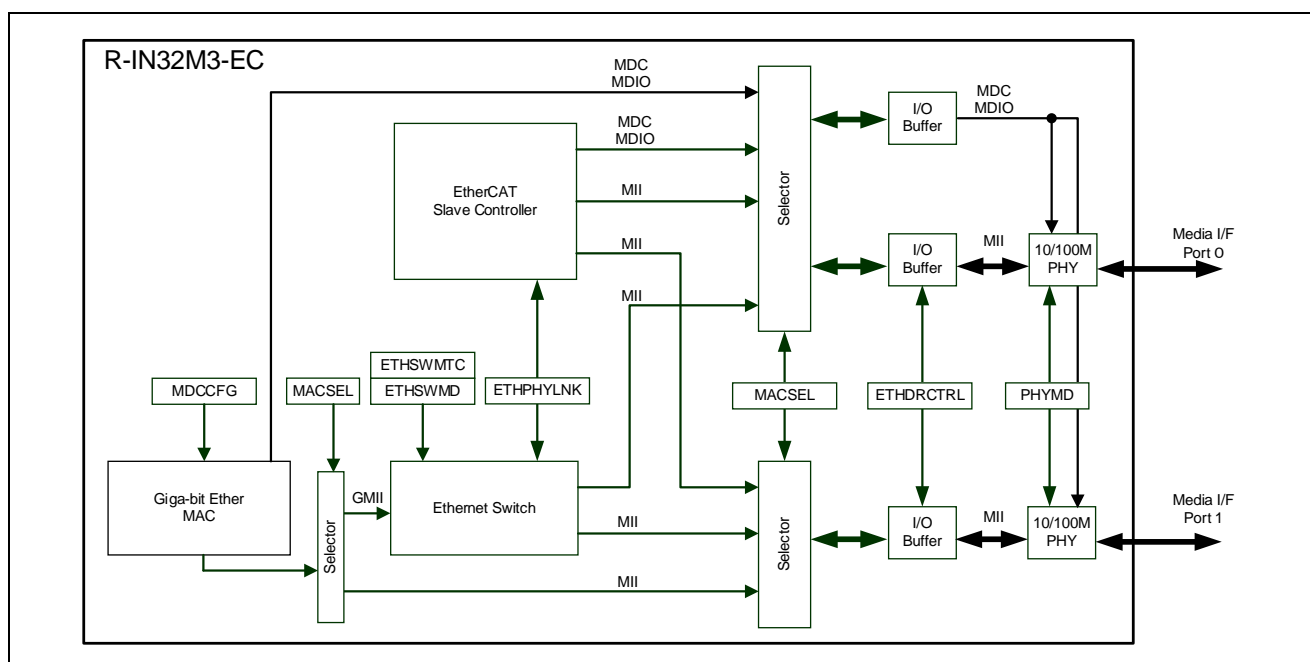 R-IN32M3-EC
MDC
MDIO
MDC
MDIO
I/O
Buffer
MDC
MDIO
EtherCAT
Slave Controller
MII
MII
MII
Selector
I/O
Buffer
MII
10/100M
PHY
Media I/F
Port 0
MDCCFG
MACSEL
ETHSWMTC
ETHSWMD
ETHPHYLNK
MACSEL
ETHDRCTRL
PHYMD
Giga-bit Ether
MAC
Selector
GMII
Ethernet Switch
MII
MII
Selector
I/O
Buffer
MII
10/100M
PHY
Media I/F
Port 1